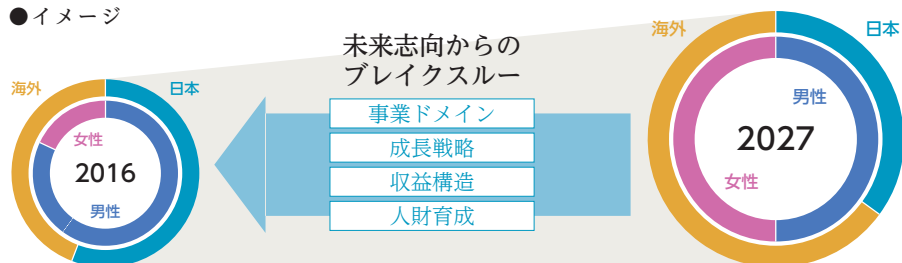 ●イメージ
未来志向からの
ブレイクスルー
海外
日本
女性
2016
男性
事業ドメイン
成長戦略
収益構造
人財育成
海外
日本
男性
2027
女性